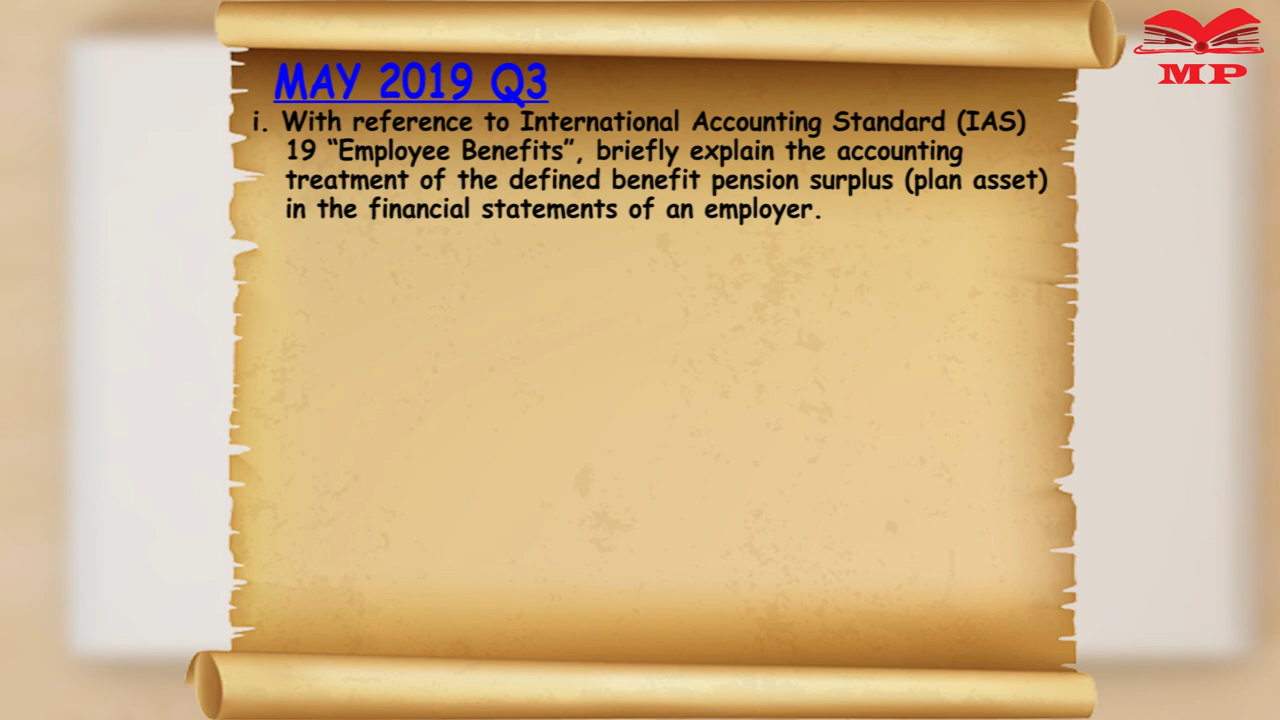 MP
MAY 2019 Q3
i. With reference to International Accounting Standard (IAS)
19 “Employee Benefits”, briefly explain the accounting
treatment of the defined benefit pension surplus (plan asset)
in the financial statements of an employer.